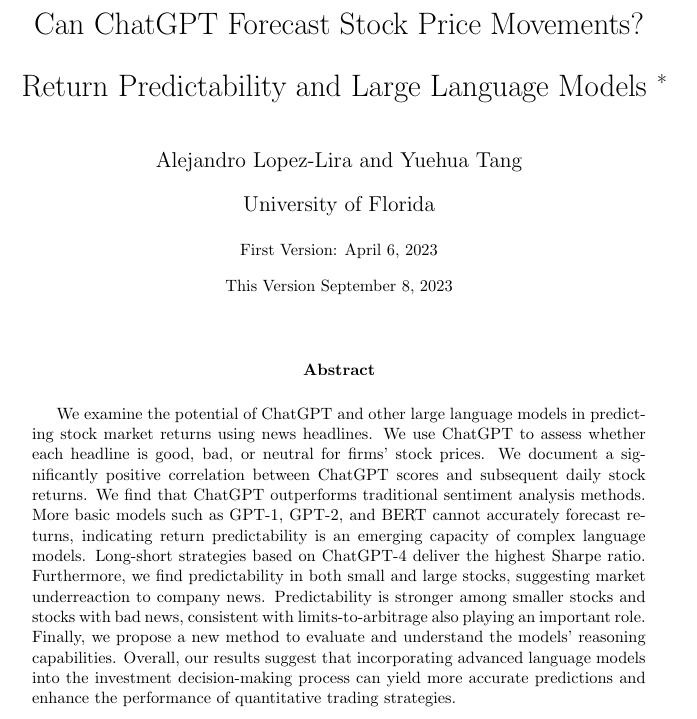 Can ChatGPT Forecast Stock Price Movements?
Return Predictability and Large Language Models *
Alejandro Lopez-Lira and Yuehua Tang
University of Florida
First Version: April 6, 2023
This Version September 8, 2023
Abstract
We examine the potential of ChatGPT and other large language models in predict-
ing stock market returns using news headlines. We use ChatGPT to assess whether
each headline is good, bad, or neutral for firms' stock prices. We document a sig-
nificantly positive correlation between ChatGPT scores and subsequent daily stock
returns. We find that ChatGPT outperforms traditional sentiment analysis methods.
More basic models such as GPT-1, GPT-2, and BERT cannot accurately forecast re-
turns, indicating return predictability is an emerging capacity of complex language
models. Long-short strategies based on ChatGPT-4 deliver the highest Sharpe ratio.
Furthermore, we find predictability in both small and large stocks, suggesting market
underreaction to company news. Predictability is stronger among smaller stocks and
stocks with bad news, consistent with limits-to-arbitrage also playing an important role.
Finally, we propose a new method to evaluate and understand the models' reasoning
capabilities. Overall, our results suggest that incorporating advanced language models
into the investment decision-making process can yield more accurate predictions and
enhance the performance of quantitative trading strategies.